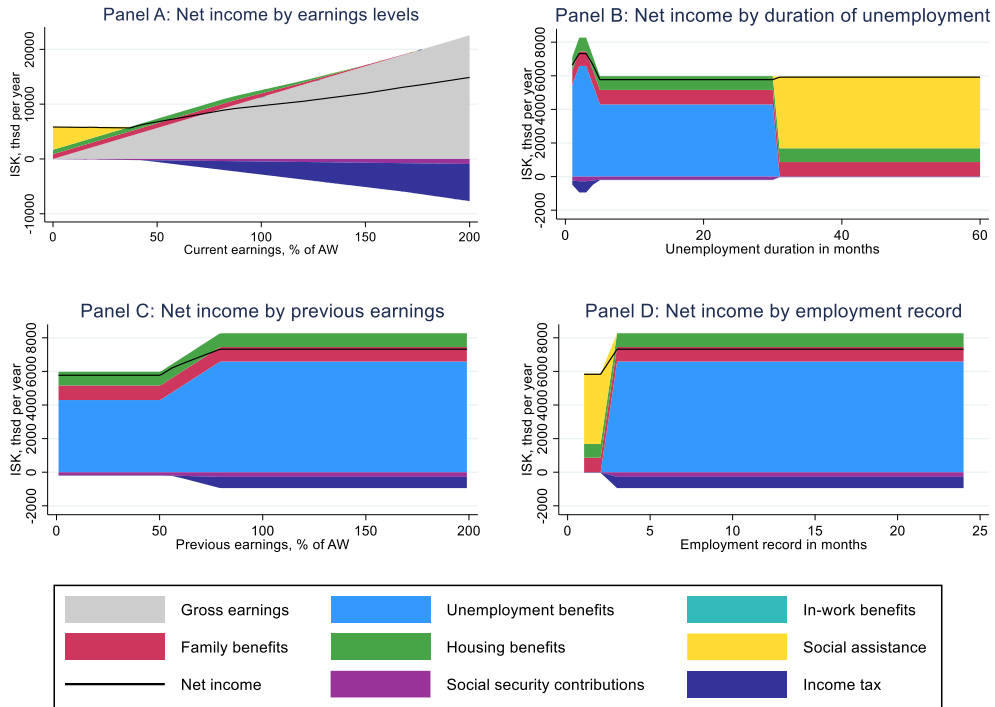 Panel A: Net income by earnings levels
ISK, thsd per year
20000
10000
0
-10000
0 50 100 150 200
Current earnings, % of AW
Panel B: Net income by duration of unemployment
ISK, thsd per year
8000
6000
4000
2000
0
-2000
0 20 40 60
Unemployment duration in months
Panel C: Net income by previous earnings
ISK, thsd per year
8000
6000
4000
2000
0
-2000
0 50 100 150 200
Previous earnings, % of AW
Panel D: Net income by employment record
ISK, thsd per year
8000
6000
4000
2000
0
-2000
0 5 10 15 20 25
Employment record in months
Gross earnings Unemployment benefits In-work benefits
Family benefits Housing benefits Social assistance
Net income Social security contributions Income tax